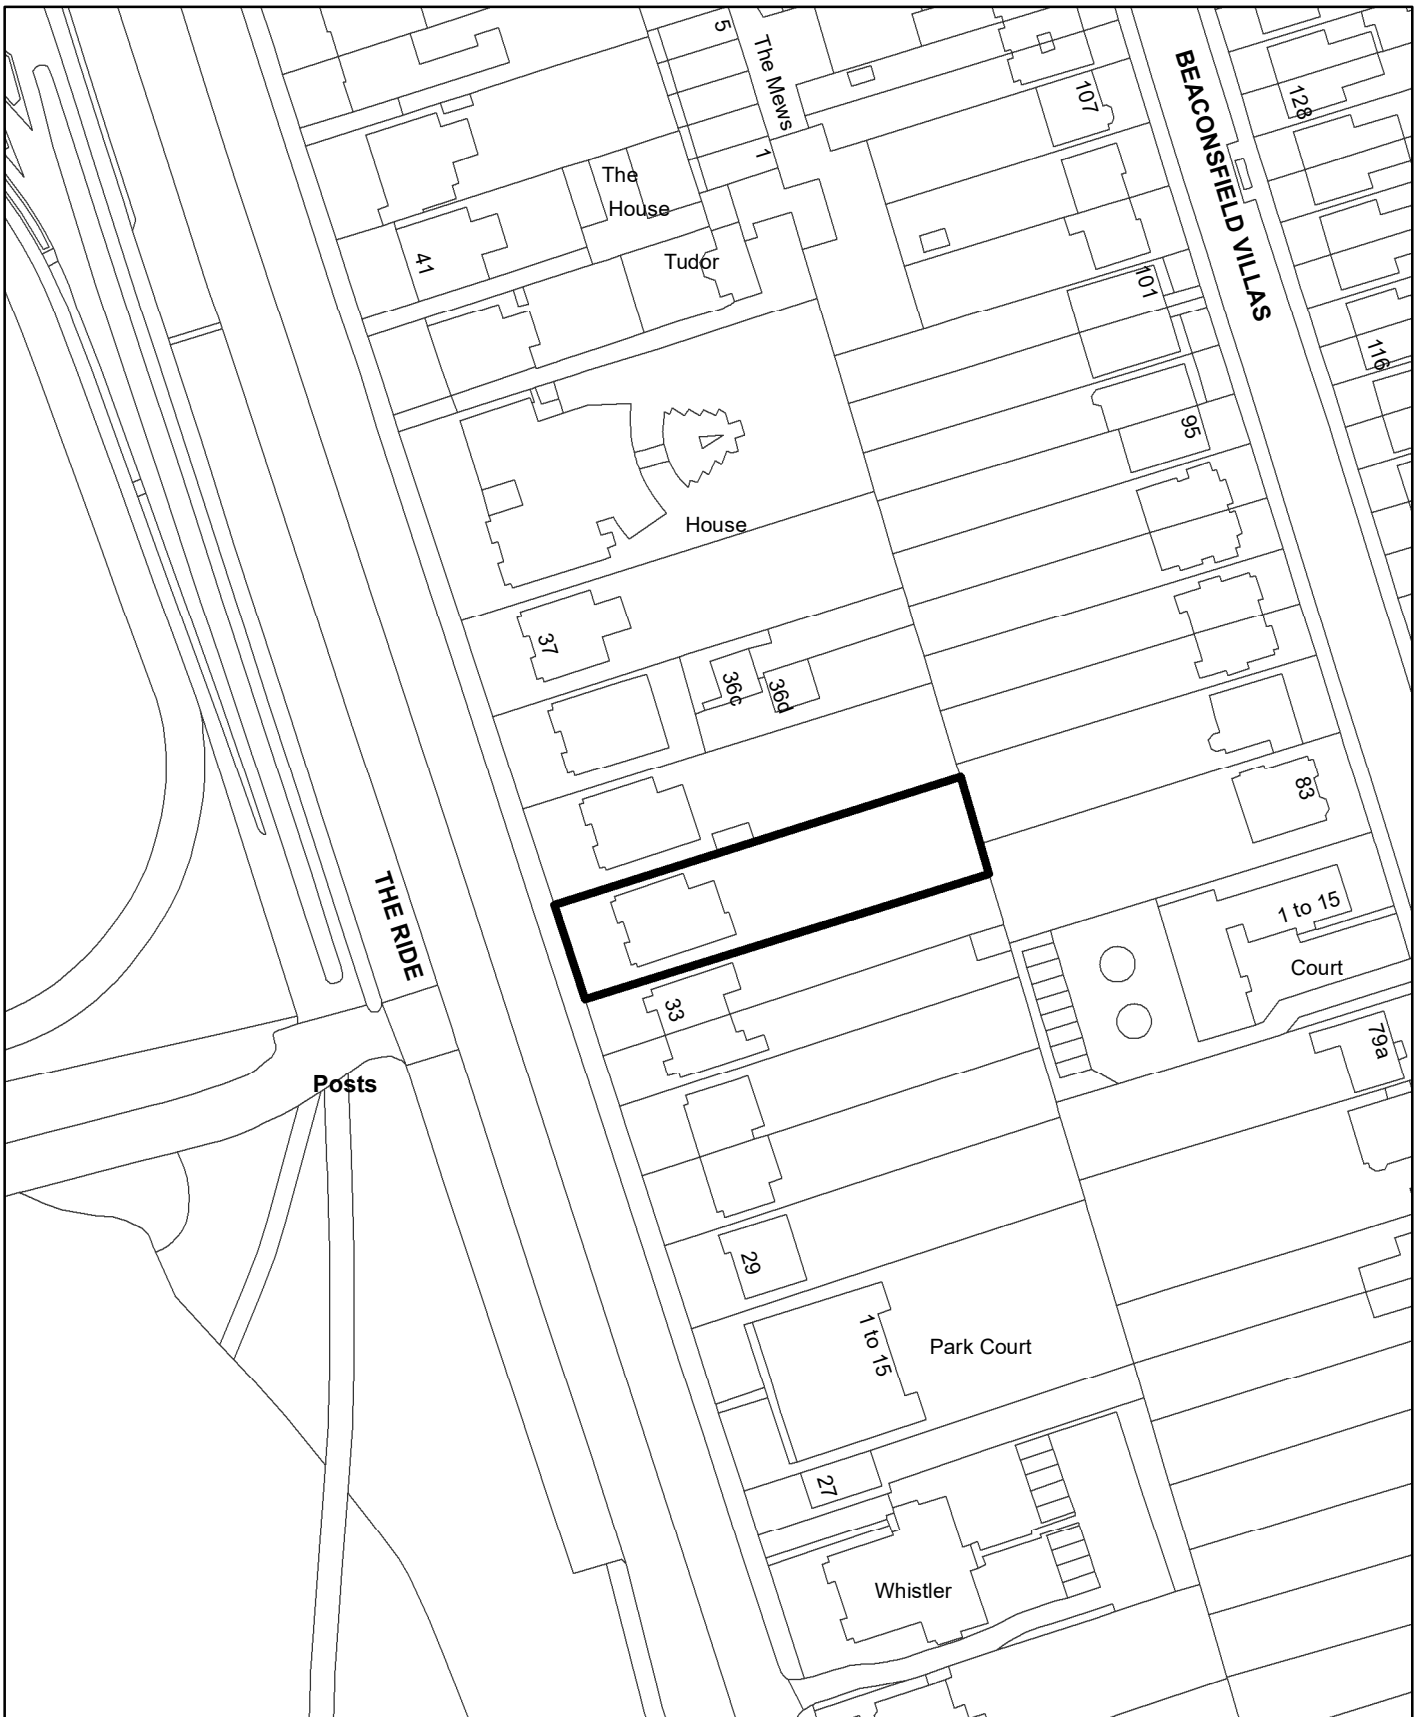 5
The Mews
1
107
BEACONSFIELD VILLAS
128
The
House
41
Tudor
101
116
95
House
37
36c
36d
83
THE RIDE
1 to 15
Court
33
79a
Posts
29
1 to 15
Park Court
27
Whistler